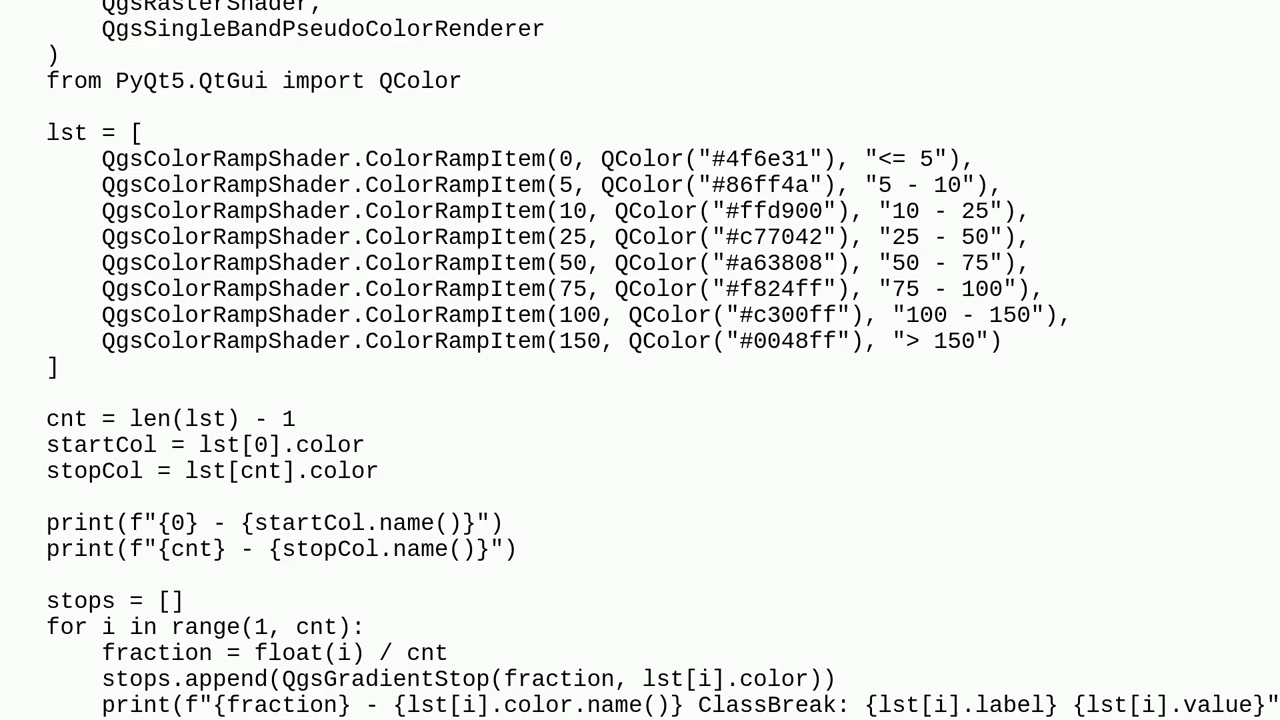 QgsRasterShader,
    QgsSingleBandPseudoColorRenderer
)
from PyQt5.QtGui import QColor

lst = [
    QgsColorRampShader.ColorRampItem(0, QColor("#4f6e31"), "<= 5"),
    QgsColorRampShader.ColorRampItem(5, QColor("#86ff4a"), "5 - 10"),
    QgsColorRampShader.ColorRampItem(10, QColor("#ffd900"), "10 - 25"),
    QgsColorRampShader.ColorRampItem(25, QColor("#c77042"), "25 - 50"),
    QgsColorRampShader.ColorRampItem(50, QColor("#a63808"), "50 - 75"),
    QgsColorRampShader.ColorRampItem(75, QColor("#f824ff"), "75 - 100"),
    QgsColorRampShader.ColorRampItem(100, QColor("#c300ff"), "100 - 150"),
    QgsColorRampShader.ColorRampItem(150, QColor("#0048ff"), "> 150")
]

cnt = len(lst) - 1
startCol = lst[0].color
stopCol = lst[cnt].color

print(f"{0} - {startCol.name()}")
print(f"{cnt} - {stopCol.name()}")

stops = []
for i in range(1, cnt):
    fraction = float(i) / cnt
    stops.append(QgsGradientStop(fraction, lst[i].color))
    print(f"{fraction} - {lst[i].color.name()} ClassBreak: {lst[i].label} {lst[i].value}"